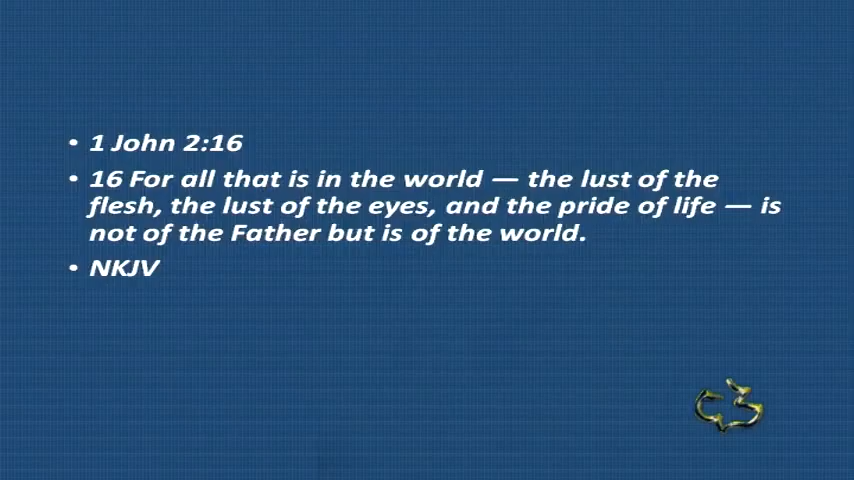 • 1 John 2:16
• 16 For all that is in the world — the lust of the
flesh, the lust of the eyes, and the pride of life — is
not of the Father but is of the world.
• NKJV
C3